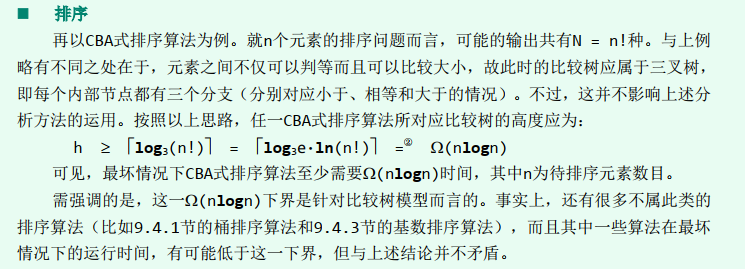 ■ 排序
再以CBA式排序算法为例。就n个元素的排序问题而言，可能的输出共有N = n!种。与上例
略有不同之处在于，元素之间不仅可以判等而且可以比较大小，故此时的比较树应属于三叉树，
即每个内部节点都有三个分支（分别对应小于、相等和大于的情况）。不过，这并不影响上述分
析方法的运用。按照以上思路，任一CBA式排序算法所对应比较树的高度应为：
h ≥ ⌈log₃(n!)⌉ = ⌈log₃e·ln(n!)⌉ =② Ω(nlogn)
可见，最坏情况下CBA式排序算法至少需要Ω(nlogn)时间，其中n为待排序元素数目。
需强调的是，这一Ω(nlogn)下界是针对比较树模型而言的。事实上，还有很多不属此类的
排序算法（比如9.4.1节的桶排序算法和9.4.3节的基数排序算法），而且其中一些算法在最坏
情况下的运行时间，有可能低于这一下界，但与上述结论并不矛盾。